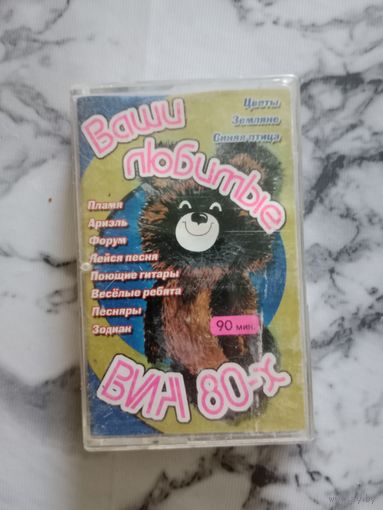 Ваши
любимые
Цветы
Земляне
Синяя птица
Пламя
Ариэль
Форум
Лейся песня
Поющие гитары
Весёлые ребята
Песняры
Зодиак
90 мин.
ВИА 80-х